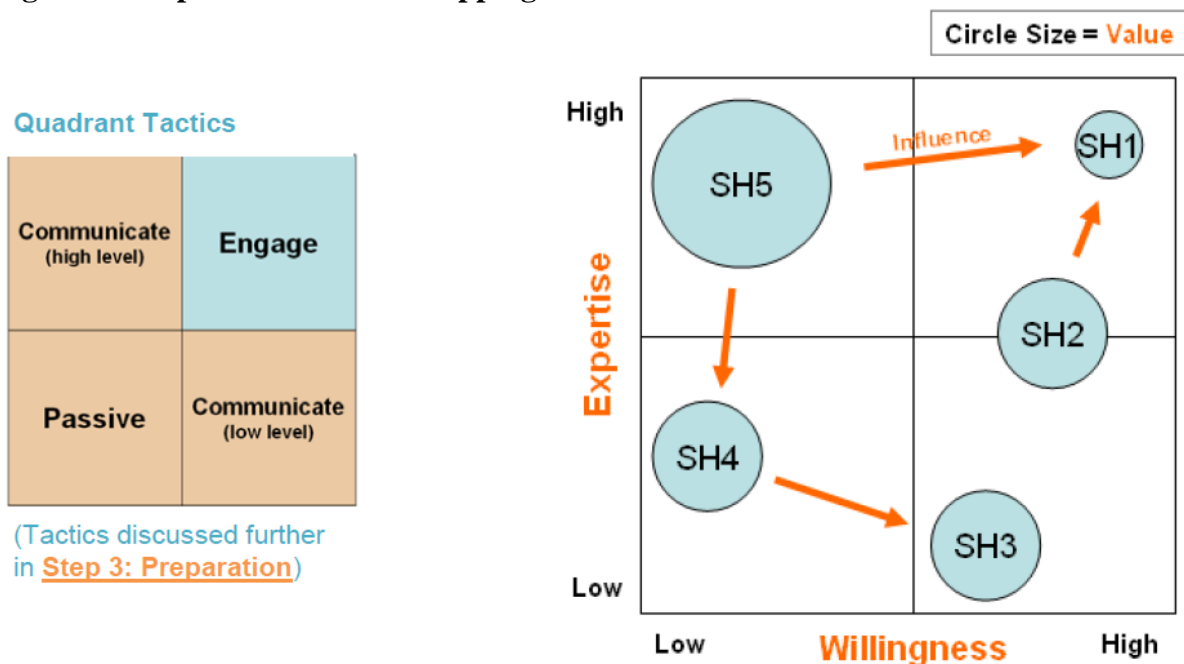 Circle Size = Value
Quadrant Tactics
Communicate
(high level)
Engage
Passive
Communicate
(low level)
(Tactics discussed further
in Step 3: Preparation)
High
Expertise
Low
Low
Willingness
High
SH5
Influence
SH1
SH2
SH4
SH3